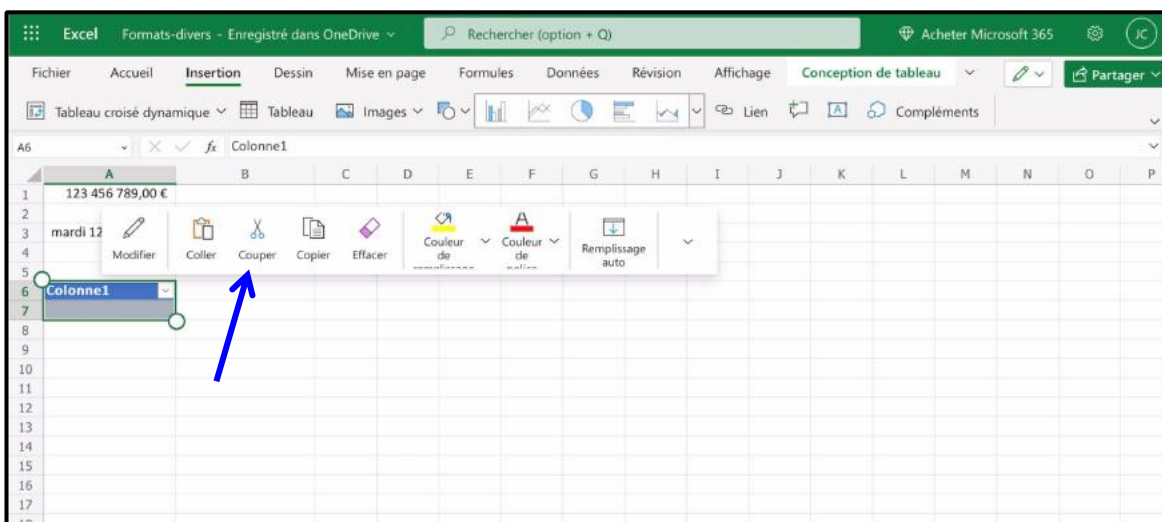 Excel Formats-divers - Enregistré dans OneDrive Rechercher (option + Q) Acheter Microsoft 365 JC
Fichier Accueil Insertion Dessin Mise en page Formules Données Révision Affichage Conception de tableau Partager
Tableau croisé dynamique Tableau Images Lien A Compléments
A6 fx Colonne1
A B C D E F G H I J K L M N O P
1 123 456 789,00 €
2
3 mardi 12
4
5
Modifier Coller Couper Copier Effacer Couleur de Couleur de Remplissage auto
6 Colonne1
7
8
9
10
11
12
13
14
15
16
17